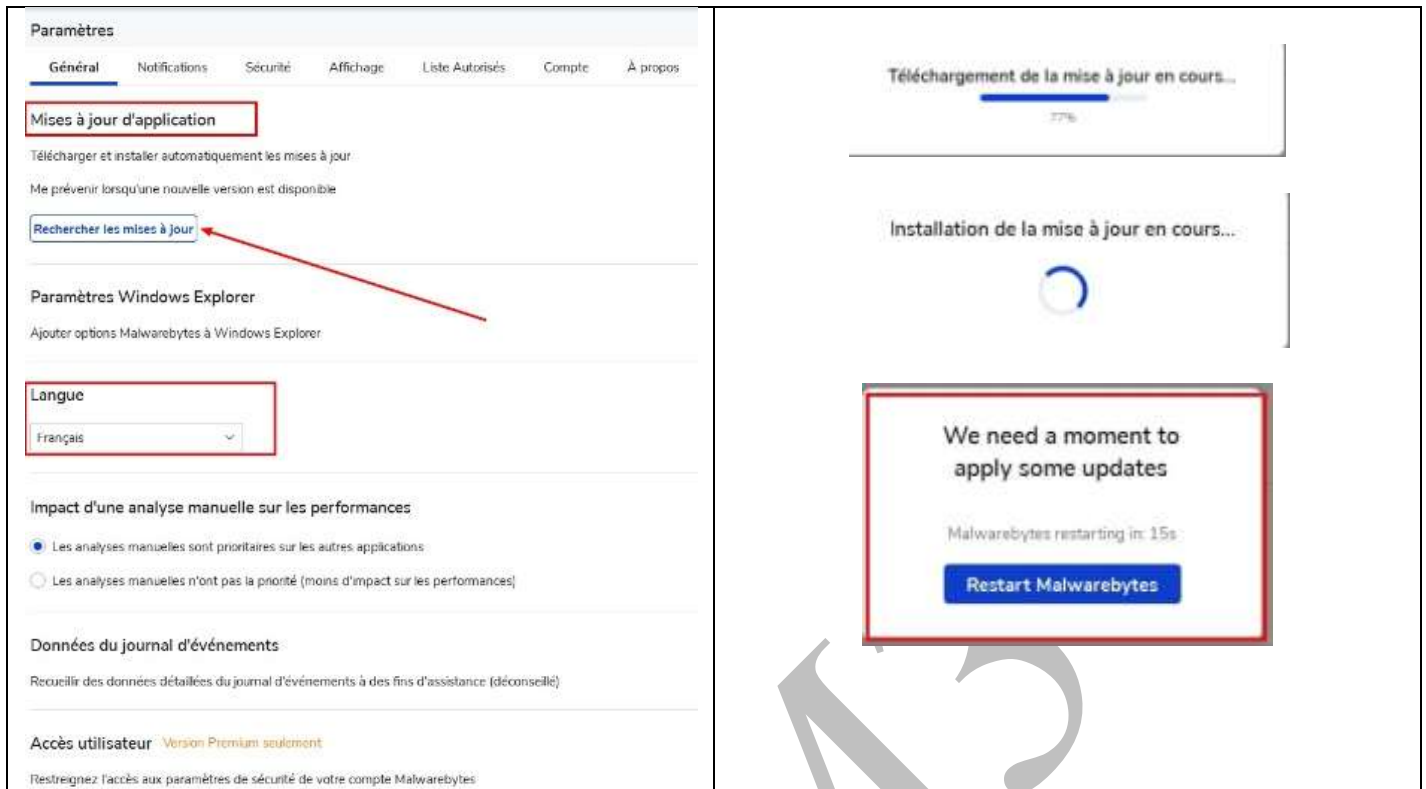 Paramètres
Général Notifications Sécurité Affichage Liste Autorisés Compte À propos
Mises à jour d'application
Télécharger et installer automatiquement les mises à jour
Me prévenir lorsqu'une nouvelle version est disponible
Rechercher les mises à jour
Paramètres Windows Explorer
Ajouter options Malwarebytes à Windows Explorer
Langue
Français
Impact d'une analyse manuelle sur les performances
Les analyses manuelles sont prioritaires sur les autres applications
Les analyses manuelles n'ont pas la priorité (moins d'impact sur les performances)
Données du journal d'événements
Recueillir des données détaillées du journal d'événements à des fins d'assistance (déconseillé)
Accès utilisateur Version Premium seulement
Restreignez l'accès aux paramètres de sécurité de votre compte Malwarebytes
Téléchargement de la mise à jour en cours...
77%
Installation de la mise à jour en cours...
We need a moment to
apply some updates
Malwarebytes restarting in: 15s
Restart Malwarebytes